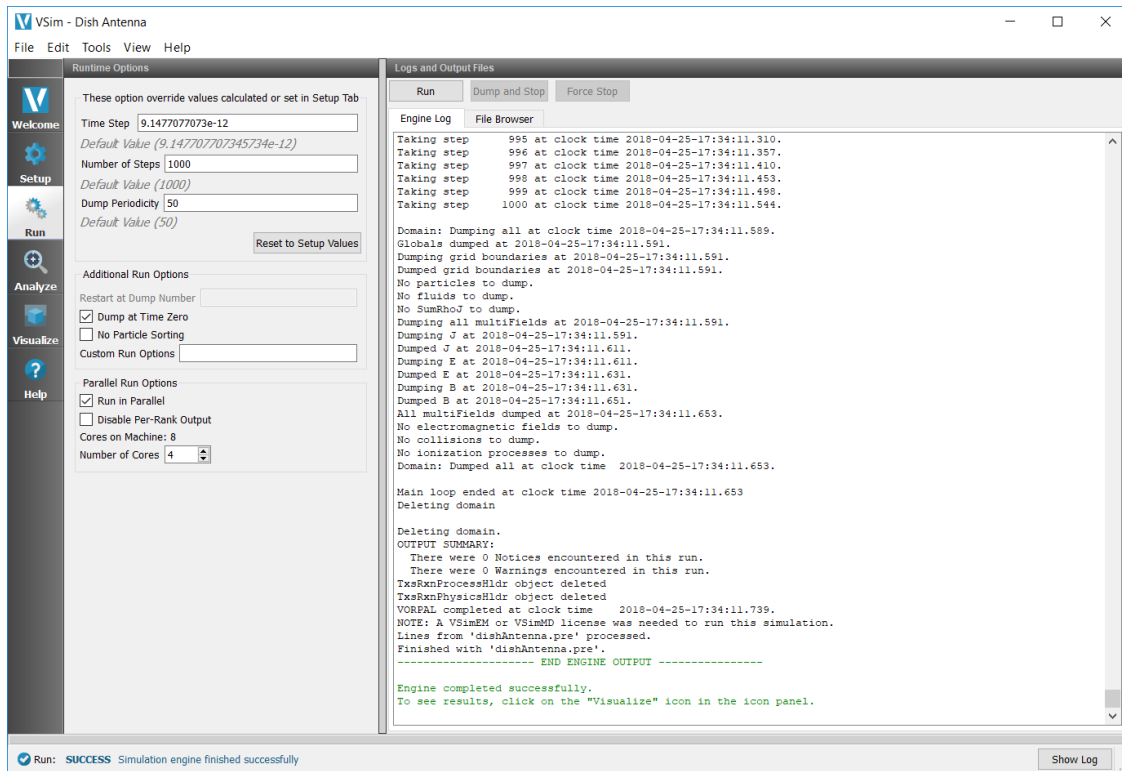 VSim - Dish Antenna
File Edit Tools View Help
Welcome
Setup
Run
Analyze
Visualize
Help
Runtime Options
These option override values calculated or set in Setup Tab
Time Step 9.1477077073e-12
Default Value (9.147707707345734e-12)
Number of Steps 1000
Default Value (1000)
Dump Periodicity 50
Default Value (50)
Reset to Setup Values
Additional Run Options
Restart at Dump Number
Dump at Time Zero
No Particle Sorting
Custom Run Options
Parallel Run Options
Run in Parallel
Disable Per-Rank Output
Cores on Machine: 8
Number of Cores 4
Logs and Output Files
Run Dump and Stop Force Stop
Engine Log File Browser
Taking step 995 at clock time 2018-04-25-17:34:11.310.
Taking step 996 at clock time 2018-04-25-17:34:11.357.
Taking step 997 at clock time 2018-04-25-17:34:11.410.
Taking step 998 at clock time 2018-04-25-17:34:11.453.
Taking step 999 at clock time 2018-04-25-17:34:11.498.
Taking step 1000 at clock time 2018-04-25-17:34:11.544.
Domain: Dumping all at clock time 2018-04-25-17:34:11.589.
Globals dumped at 2018-04-25-17:34:11.591.
Dumping grid boundaries at 2018-04-25-17:34:11.591.
Dumped grid boundaries at 2018-04-25-17:34:11.591.
No particles to dump.
No fluids to dump.
No SumRhoJ to dump.
Dumping all multiFields at 2018-04-25-17:34:11.591.
Dumping J at 2018-04-25-17:34:11.591.
Dumped J at 2018-04-25-17:34:11.611.
Dumping E at 2018-04-25-17:34:11.611.
Dumped E at 2018-04-25-17:34:11.631.
Dumping B at 2018-04-25-17:34:11.631.
Dumped B at 2018-04-25-17:34:11.651.
All multiFields dumped at 2018-04-25-17:34:11.653.
No electromagnetic fields to dump.
No collisions to dump.
No ionization processes to dump.
Domain: Dumped all at clock time 2018-04-25-17:34:11.653.
Main loop ended at clock time 2018-04-25-17:34:11.653
Deleting domain
Deleting domain.
OUTPUT SUMMARY:
There were 0 Notices encountered in this run.
There were 0 Warnings encountered in this run.
TxsRxnProcessHldr object deleted
TxsRxnPhysicsHldr object deleted
VORPAL completed at clock time 2018-04-25-17:34:11.739.
NOTE: A VSimEM or VSimMD license was needed to run this simulation.
Lines from 'dishAntenna.pre' processed.
Finished with 'dishAntenna.pre'.
--------------------- END ENGINE OUTPUT ----------------
Engine completed successfully.
To see results, click on the "Visualize" icon in the icon panel.
Run: SUCCESS Simulation engine finished successfully
Show Log